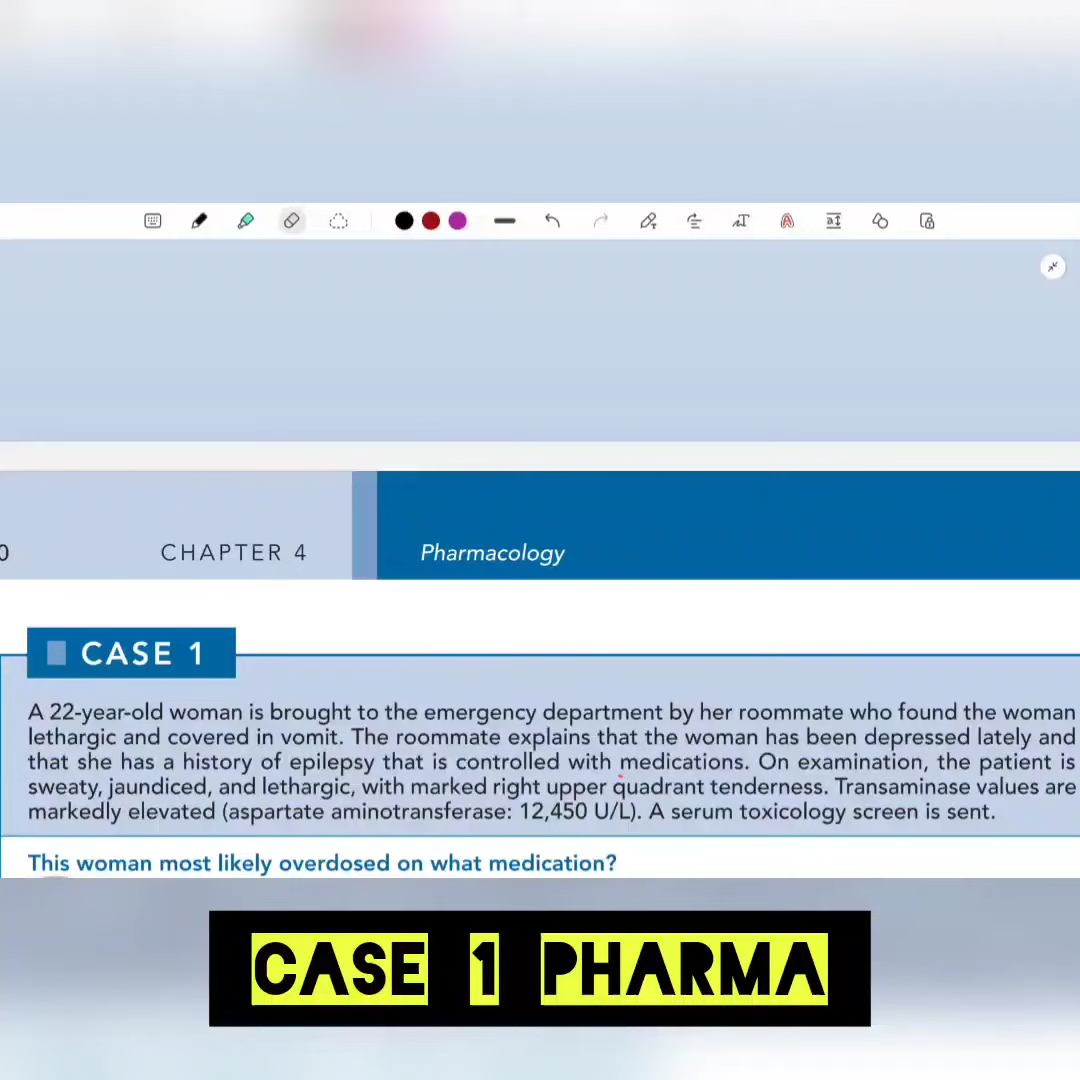 0 CHAPTER 4 Pharmacology
CASE 1
A 22-year-old woman is brought to the emergency department by her roommate who found the woman
lethargic and covered in vomit. The roommate explains that the woman has been depressed lately and
that she has a history of epilepsy that is controlled with medications. On examination, the patient is
sweaty, jaundiced, and lethargic, with marked right upper quadrant tenderness. Transaminase values are
markedly elevated (aspartate aminotransferase: 12,450 U/L). A serum toxicology screen is sent.
This woman most likely overdosed on what medication?
CASE 1 PHARMA